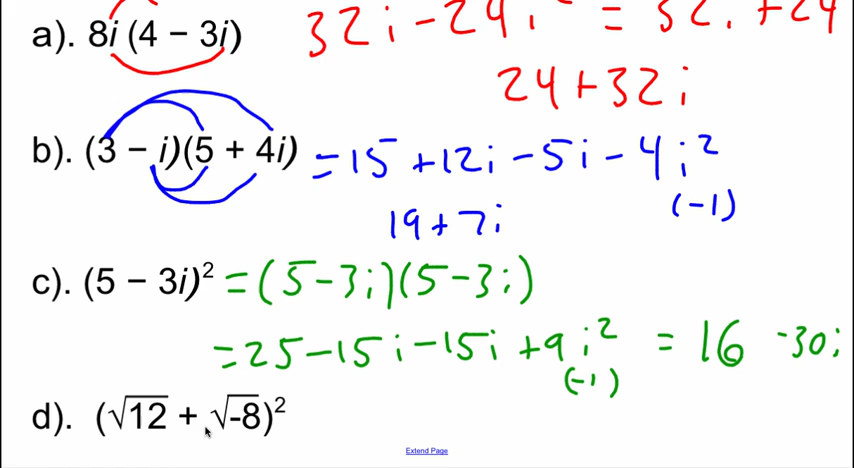 a). 8i (4 − 3i) 32i − 24i² = 32i + 24
24 + 32i
b). (3 − i)(5 + 4i) = 15 + 12i − 5i − 4i²
(−1)
19 + 7i
c). (5 − 3i)² = (5 − 3i)(5 − 3i)
= 25 − 15i − 15i + 9i² = 16 -30i
(−1)
d). (√12 + √-8)²
Extend Page